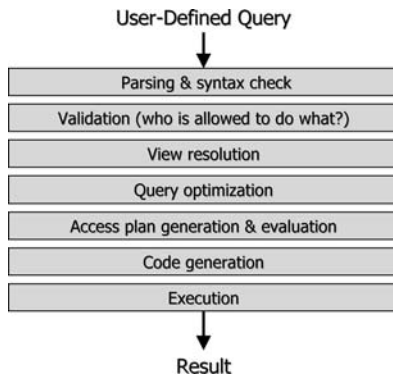 User-Defined Query
Parsing & syntax check
Validation (who is allowed to do what?)
View resolution
Query optimization
Access plan generation & evaluation
Code generation
Execution
Result